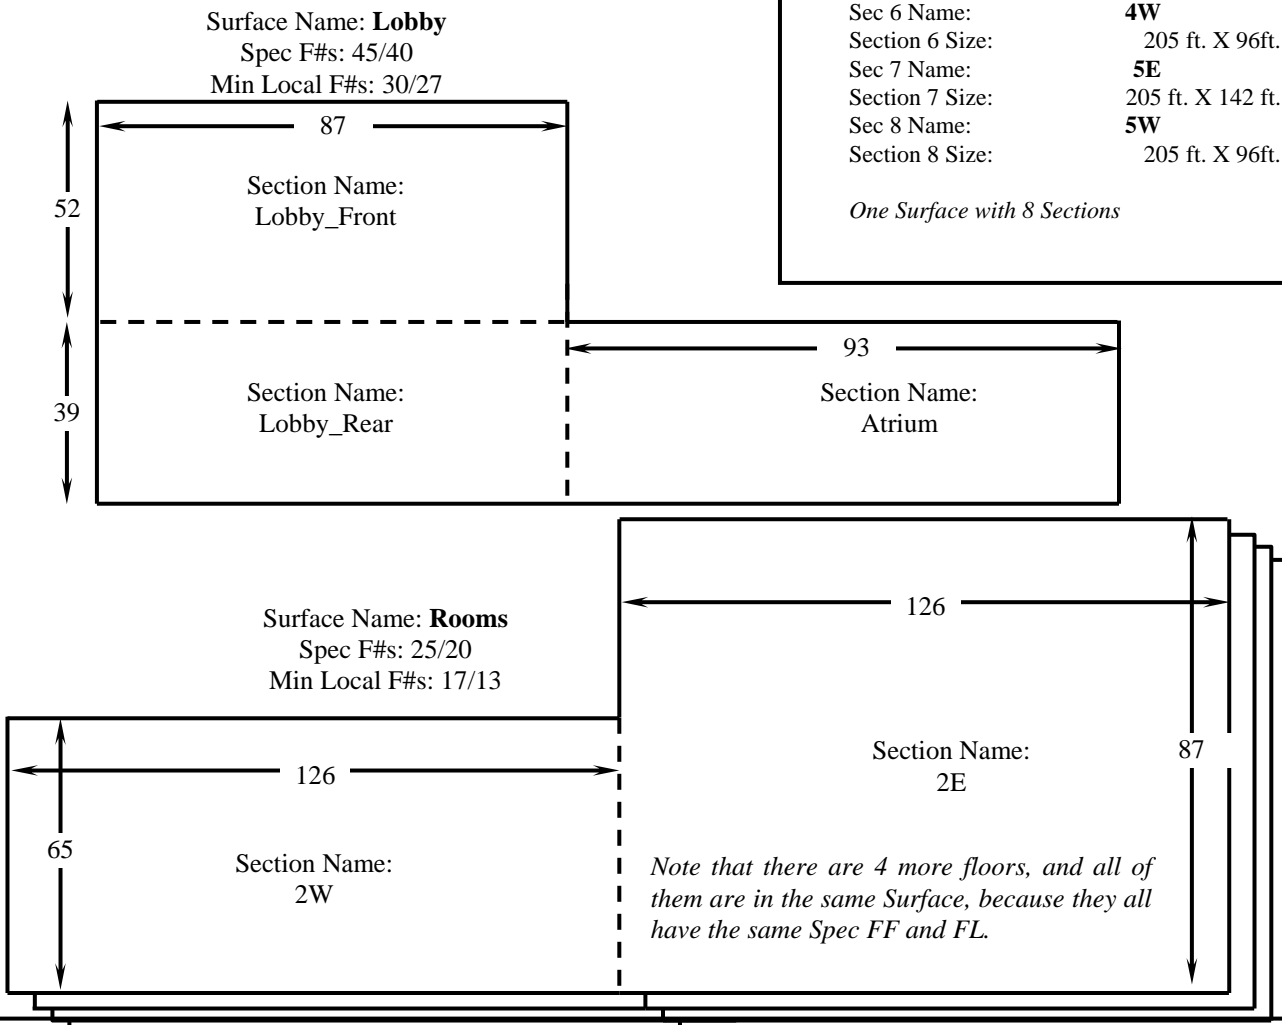 Surface Name: Lobby
Spec F#s: 45/40
Min Local F#s: 30/27
Sec 6 Name: 4W
Section 6 Size: 205 ft. X 96ft.
Sec 7 Name: 5E
Section 7 Size: 205 ft. X 142 ft.
Sec 8 Name: 5W
Section 8 Size: 205 ft. X 96ft.
One Surface with 8 Sections
87
52
Section Name:
Lobby_Front
39
Section Name:
Lobby_Rear
93
Section Name:
Atrium
Surface Name: Rooms
Spec F#s: 25/20
Min Local F#s: 17/13
126
65
Section Name:
2W
126
87
Section Name:
2E
Note that there are 4 more floors, and all of
them are in the same Surface, because they all
have the same Spec FF and FL.